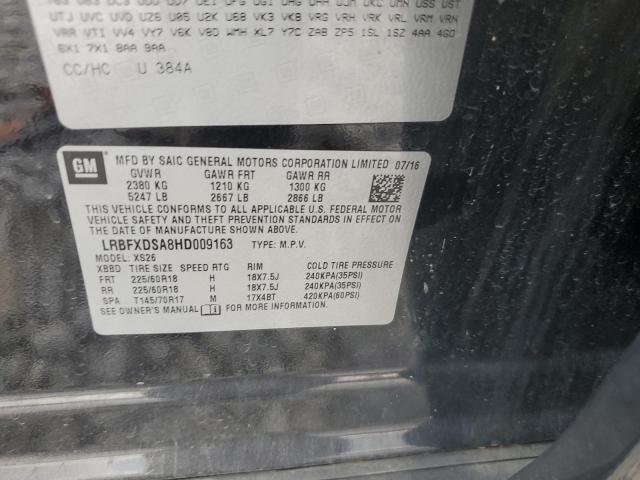 UTJ UVC UVD UZ6 U05 U2K U68 VK3 VK8 VRG VRH VRK VRL VRM VRN
VRR VTI VV4 VY7 V6K V8D WMH XL7 Y7C ZAB ZP5 1SL 1SZ 4AA 4GO
6X1 7X1 8AA 9AA
CC/HC U 384A
GM
MFD BY SAIC GENERAL MOTORS CORPORATION LIMITED 07/16
GVWR GAWR FRT GAWR RR
2380 KG 1210 KG 1300 KG
5247 LB 2667 LB 2866 LB
THIS VEHICLE CONFORMS TO ALL APPLICABLE U.S. FEDERAL MOTOR
VEHICLE SAFETY, BUMPER, AND THEFT PREVENTION STANDARDS IN EFFECT ON
THE DATE OF MANUFACTURE SHOWN ABOVE.
LRBFXDSA8HD009163 TYPE: M.P.V.
MODEL: XS26
XBBD TIRE SIZE SPEED RTG RIM COLD TIRE PRESSURE
FRT 225/60R18 H 18X7.5J 240KPA(35PSI)
RR 225/60R18 H 18X7.5J 240KPA(35PSI)
SPA T145/70R17 M 17X4BT 420KPA(60PSI)
SEE OWNER'S MANUAL FOR MORE INFORMATION.